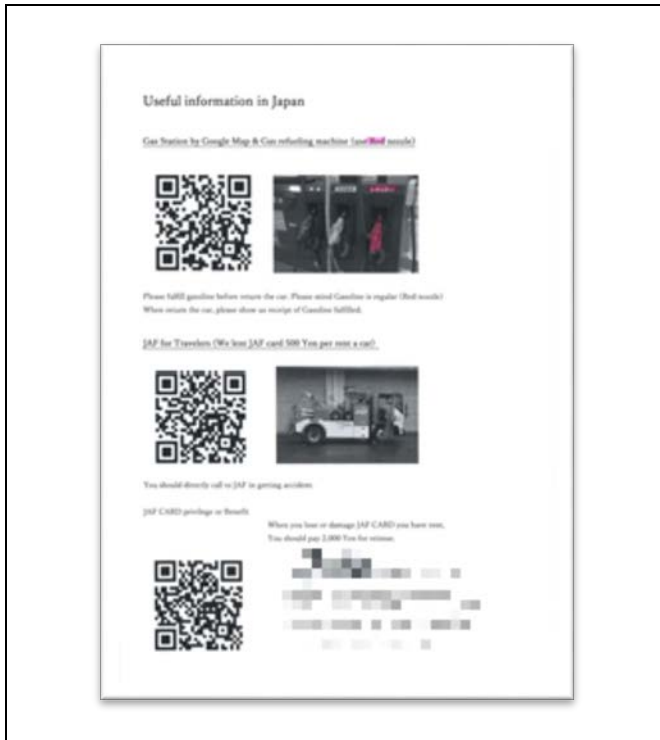 Useful information in Japan
Gas Station by Google Map & Gas refueling machine (use Red nozzle)
Please fulfill gasoline before return the car. Please mind Gasoline is regular (Red nozzle)
When return the car, please show us receipt of Gasoline fulfilled.
JAF for Travelers (We lent JAF card 500 Yen per rent a car)
You should directly call to JAF in getting accident.
JAF CARD privilege or Benefit
When you lose or damage JAF CARD you have rent,
You should pay 2,000 Yen for reissue.